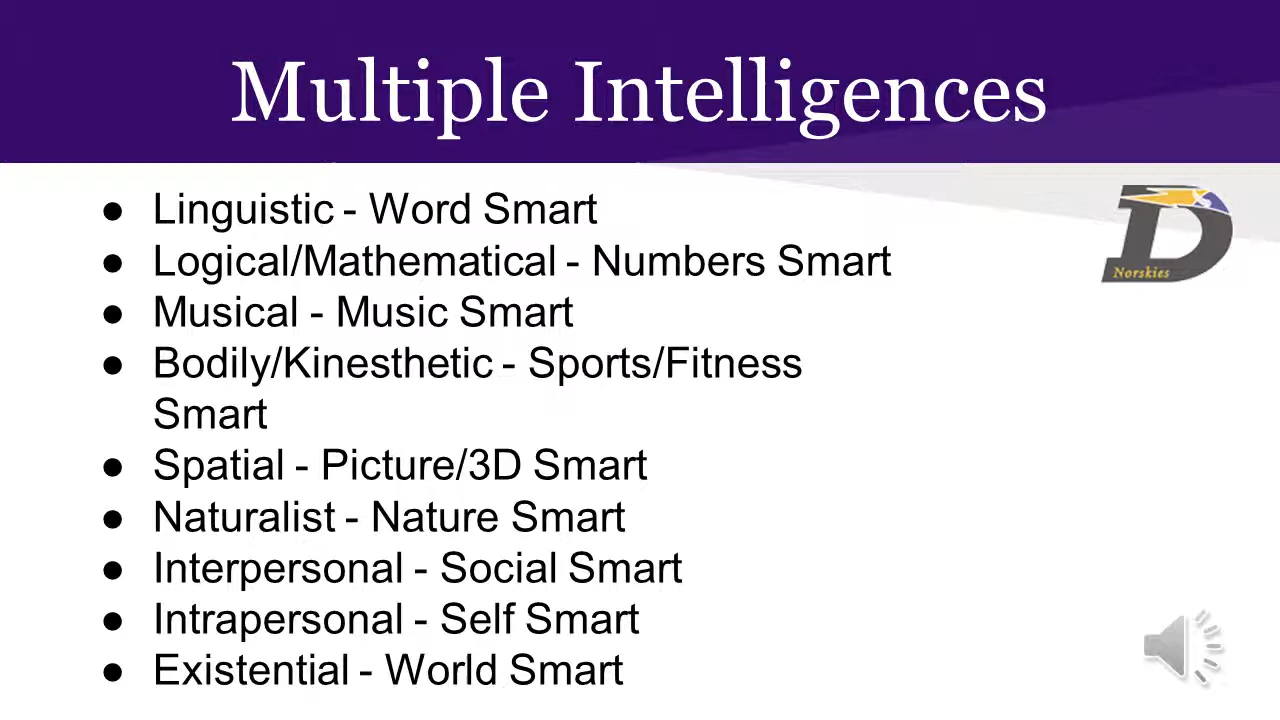 Multiple Intelligences
● Linguistic - Word Smart
● Logical/Mathematical - Numbers Smart
● Musical - Music Smart
● Bodily/Kinesthetic - Sports/Fitness
Smart
● Spatial - Picture/3D Smart
● Naturalist - Nature Smart
● Interpersonal - Social Smart
● Intrapersonal - Self Smart
● Existential - World Smart
D
Norskies